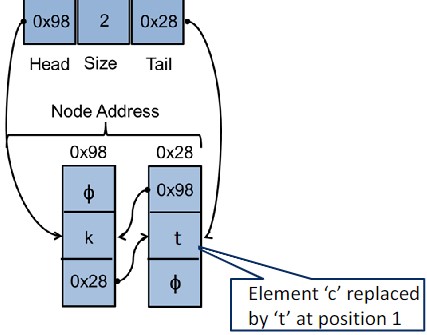 0x98 2 0x28
Head Size Tail
Node Address
0x98 0x28
ϕ 0x98
k t
0x28 ϕ
Element ‘c’ replaced
by ‘t’ at position 1